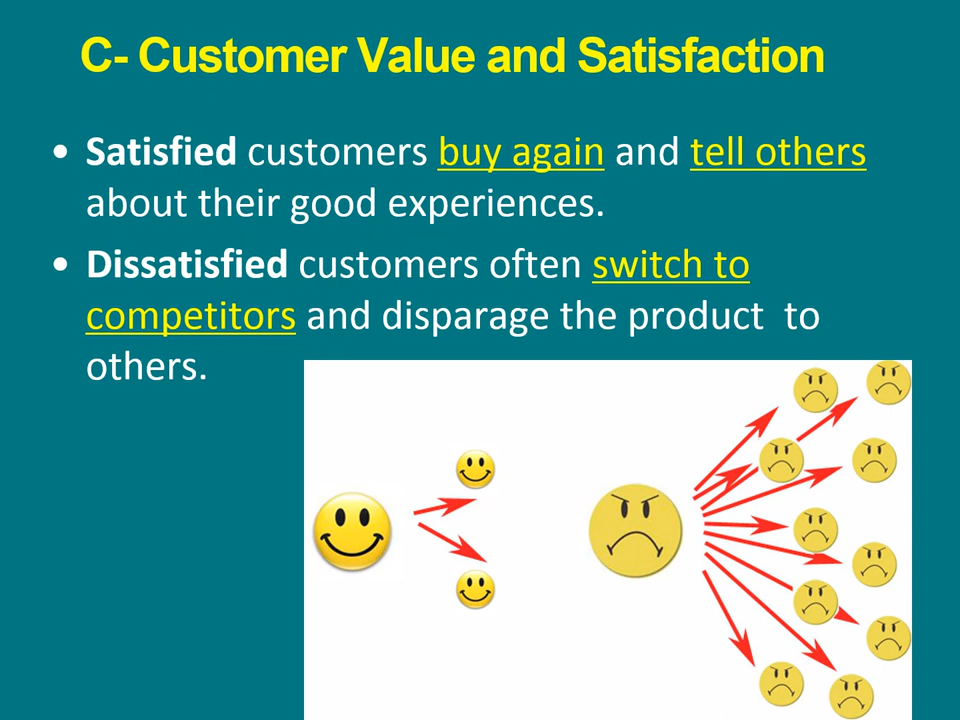 C- Customer Value and Satisfaction
• Satisfied customers buy again and tell others
about their good experiences.
• Dissatisfied customers often switch to
competitors and disparage the product  to
others.